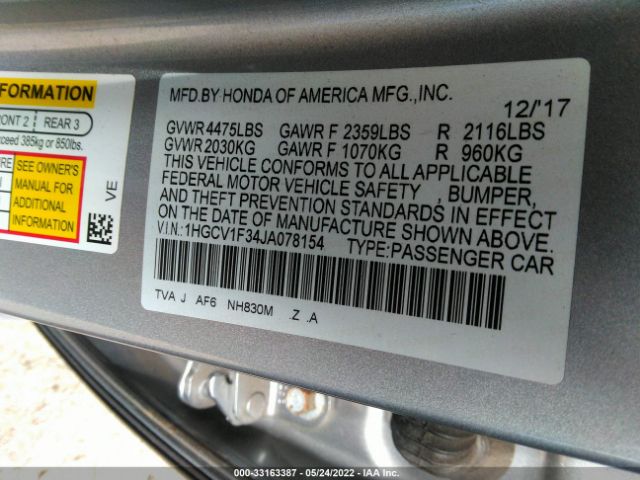 FORMATION
RONT 2 REAR 3
xceed 385kg or 850lbs.
RE SEE OWNER'S
MANUAL FOR
ADDITIONAL
INFORMATION
VE
MFD.BY HONDA OF AMERICA MFG.,INC.
12/'17
GVWR 4475LBS GAWR F 2359LBS R 2116LBS
GVWR 2030KG GAWR F 1070KG R 960KG
THIS VEHICLE CONFORMS TO ALL APPLICABLE
FEDERAL MOTOR VEHICLE SAFETY , BUMPER,
AND THEFT PREVENTION STANDARDS IN EFFECT
ON THE DATE OF MANUFACTURE SHOWN ABOVE.
V.I.N.: 1HGCV1F34JA078154 TYPE:PASSENGER CAR
TVA J AF6 NH830M Z .A
000-33163387 - 05/24/2022 - IAA Inc.